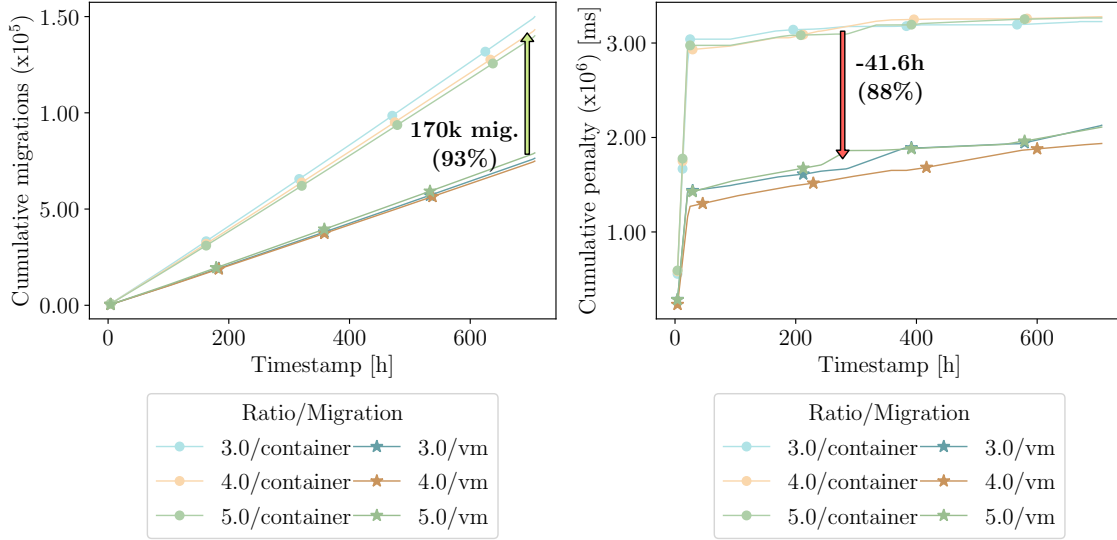 Cumulative migrations (x10⁵)
1.50
1.00
5.00
0.00
170k mig.
(93%)
0
200
400
600
Timestamp [h]
Ratio/Migration
3.0/container
3.0/vm
4.0/container
4.0/vm
5.0/container
5.0/vm
Cumulative penalty (x10⁶) [ms]
3.00
2.00
1.00
-41.6h
(88%)
0
200
400
600
Timestamp [h]
Ratio/Migration
3.0/container
3.0/vm
4.0/container
4.0/vm
5.0/container
5.0/vm